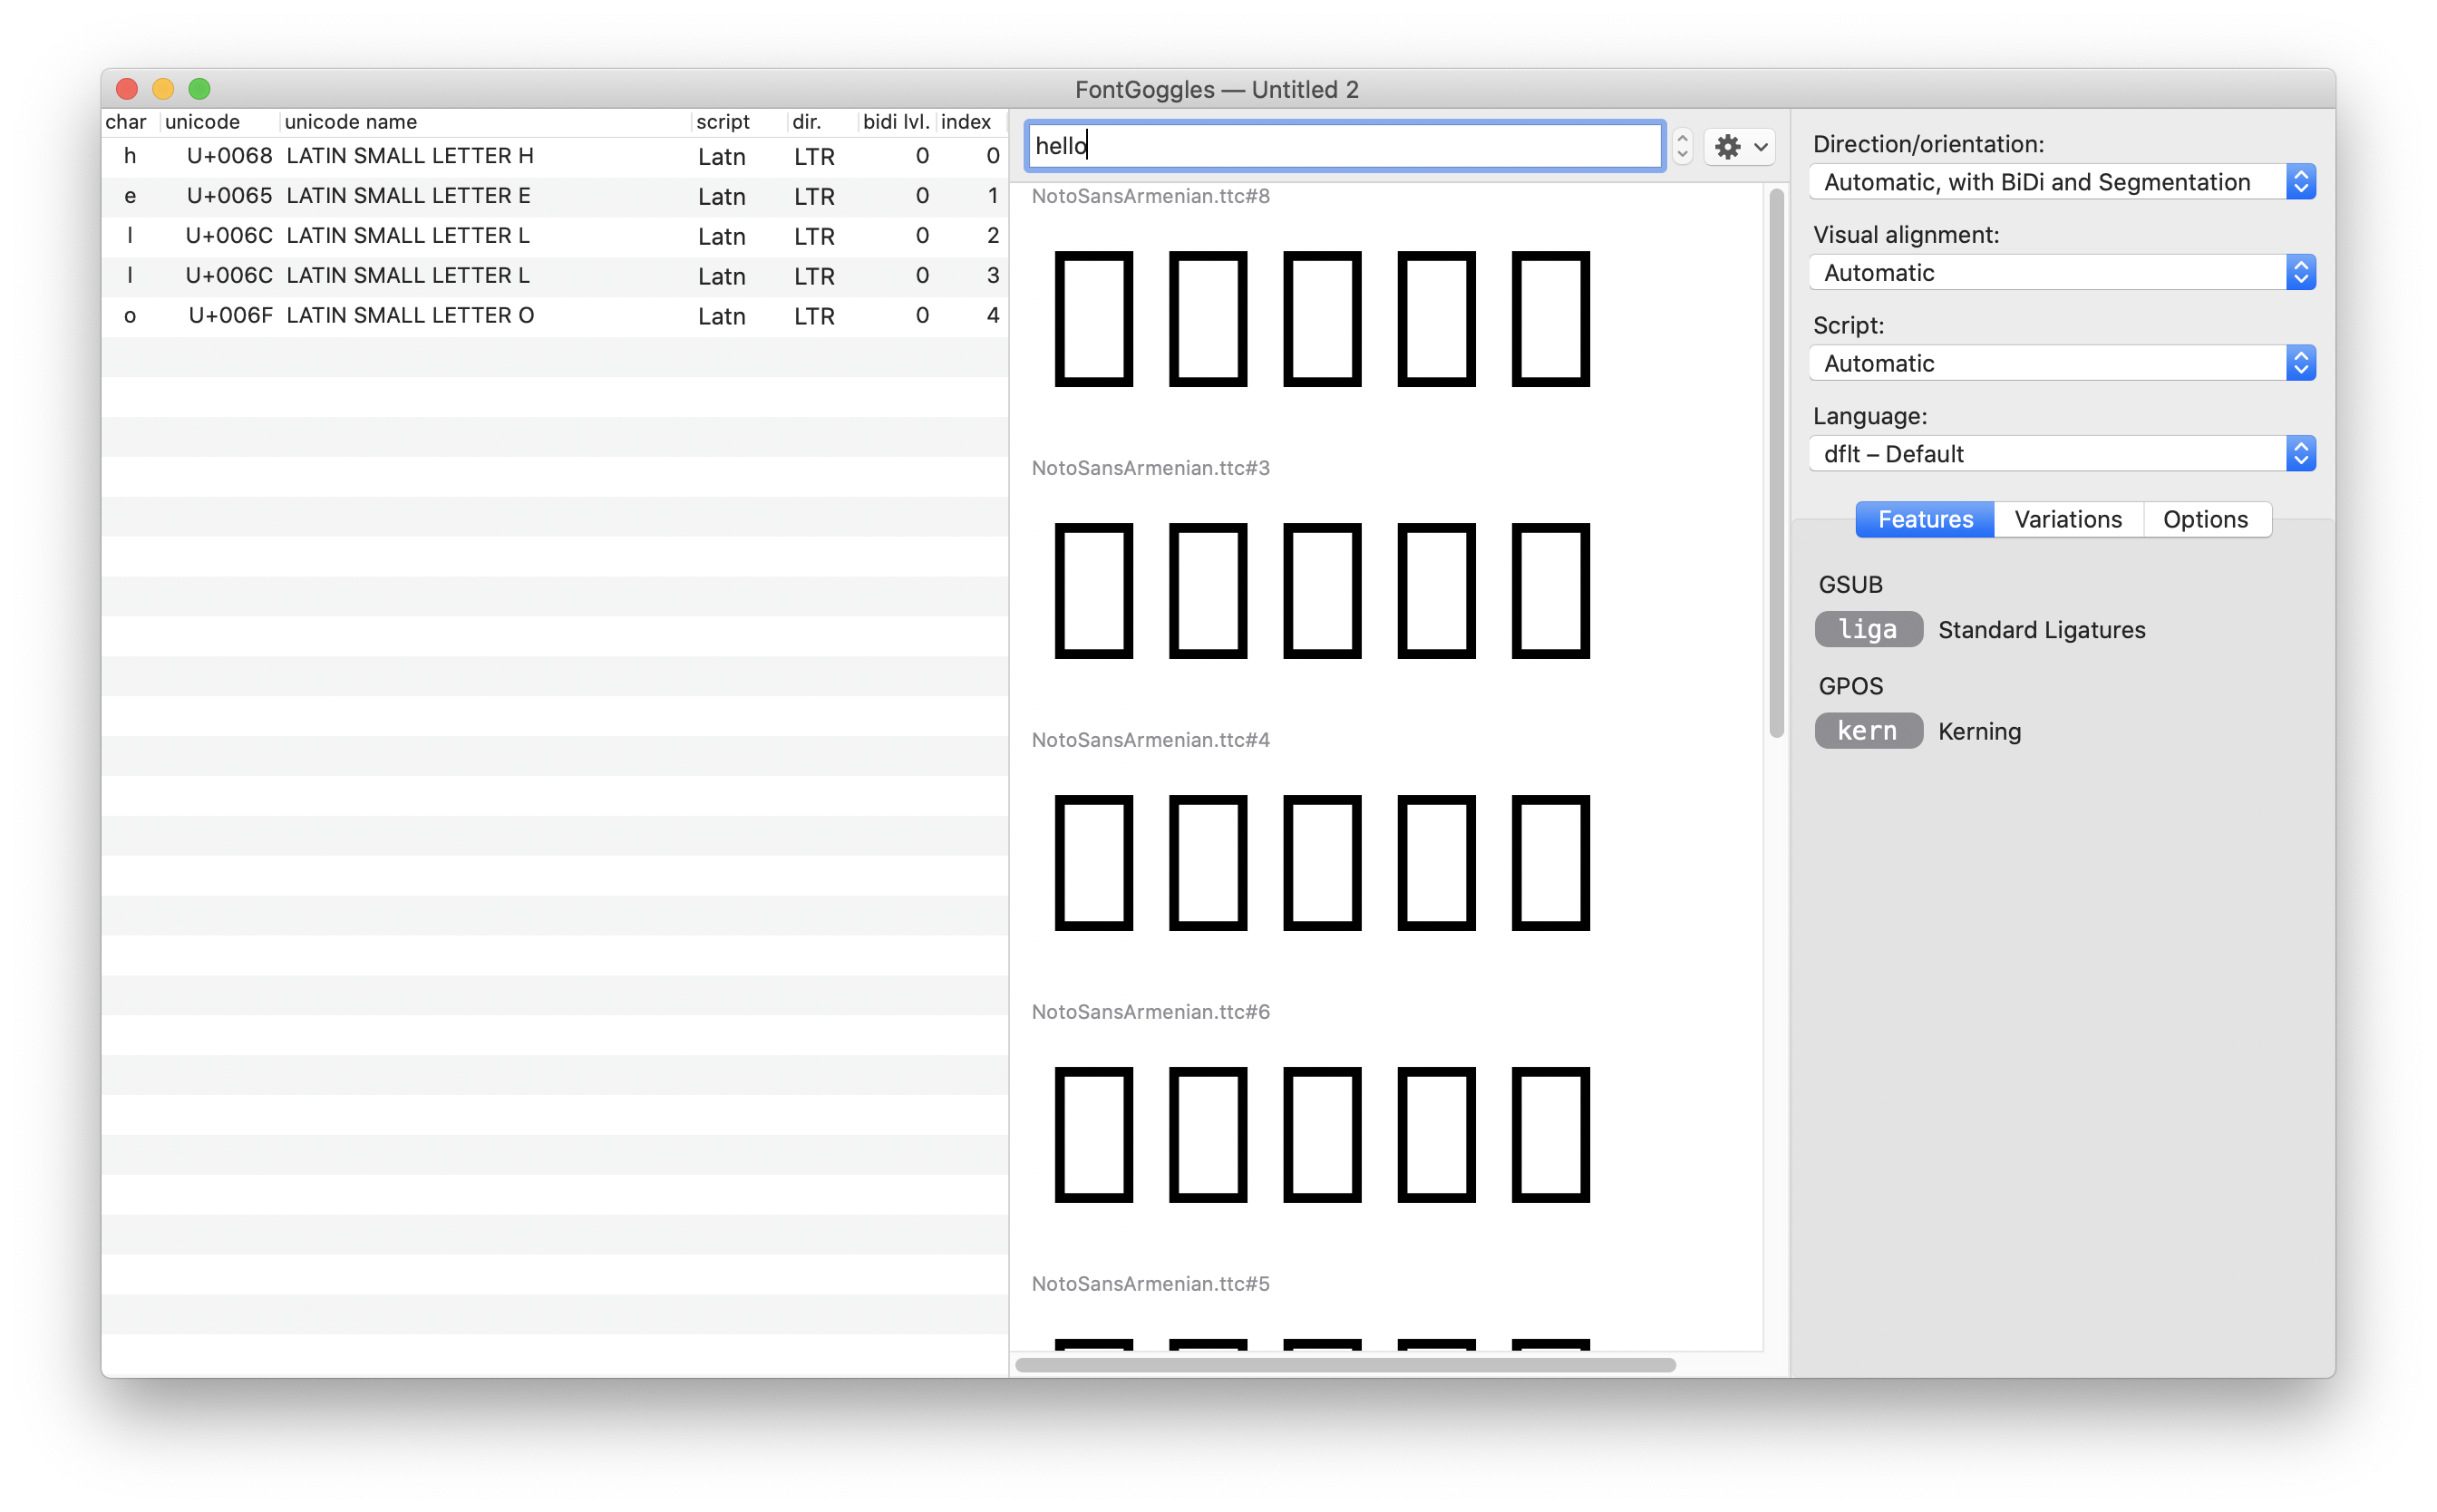 FontGoggles — Untitled 2
char unicode unicode name script dir. bidi lvl. index
h U+0068 LATIN SMALL LETTER H Latn LTR 0 0
e U+0065 LATIN SMALL LETTER E Latn LTR 0 1
l U+006C LATIN SMALL LETTER L Latn LTR 0 2
l U+006C LATIN SMALL LETTER L Latn LTR 0 3
o U+006F LATIN SMALL LETTER O Latn LTR 0 4
hello
NotoSansArmenian.ttc#8
NotoSansArmenian.ttc#3
NotoSansArmenian.ttc#4
NotoSansArmenian.ttc#6
NotoSansArmenian.ttc#5
Direction/orientation:
Automatic, with BiDi and Segmentation
Visual alignment:
Automatic
Script:
Automatic
Language:
dflt – Default
Features Variations Options
GSUB
liga Standard Ligatures
GPOS
kern Kerning